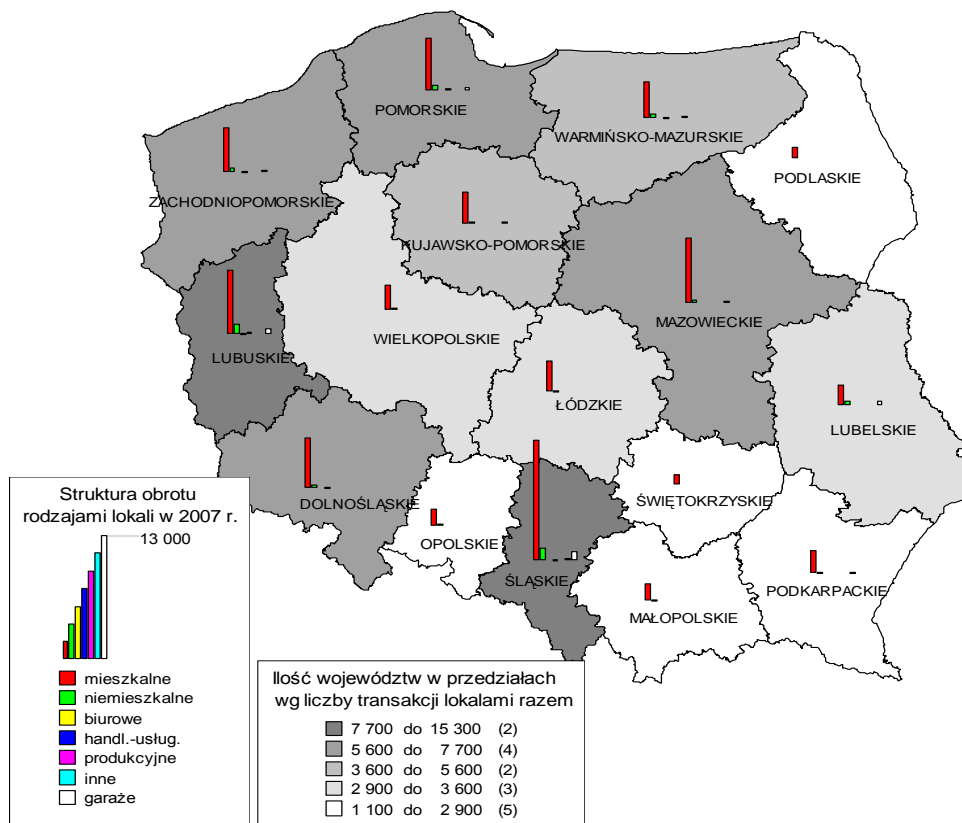 POMORSKIE
WARMIŃSKO-MAZURSKIE
PODLASKIE
ZACHODNIOPOMORSKIE
KUJAWSKO-POMORSKIE
MAZOWIECKIE
WIELKOPOLSKIE
LUBUSKIE
ŁÓDZKIE
LUBELSKIE
DOLNOŚLĄSKIE
ŚWIĘTOKRZYSKIE
OPOLSKIE
ŚLĄSKIE
PODKARPACKIE
MAŁOPOLSKIE
Struktura obrotu
rodzajami lokali w 2007 r.
13 000
mieszkalne
niemieszkalne
biurowe
handl.-usług.
produkcyjne
inne
garaże
Ilość województw w przedziałach
wg liczby transakcji lokalami razem
7 700 do 15 300 (2)
5 600 do 7 700 (4)
3 600 do 5 600 (2)
2 900 do 3 600 (3)
1 100 do 2 900 (5)